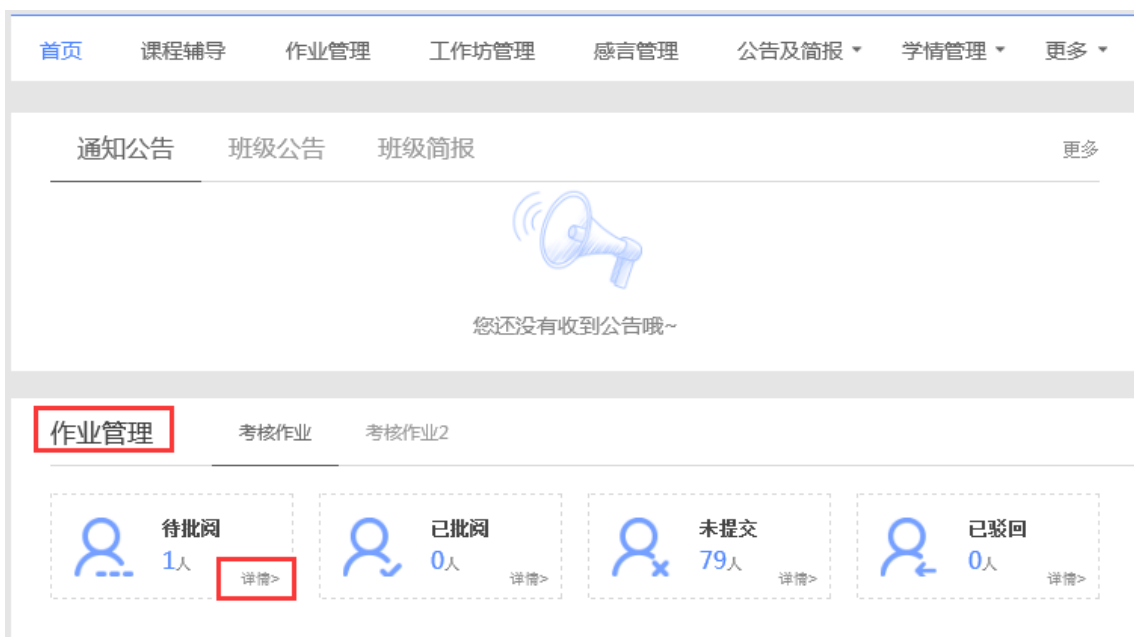 首页 课程辅导 作业管理 工作坊管理 感言管理 公告及简报 学情管理 更多
通知公告 班级公告 班级简报 更多
您还没有收到公告哦~
作业管理 考核作业 考核作业2
待批阅 已批阅 未提交 已驳回
1人 0人 79人 0人
详情> 详情> 详情> 详情>